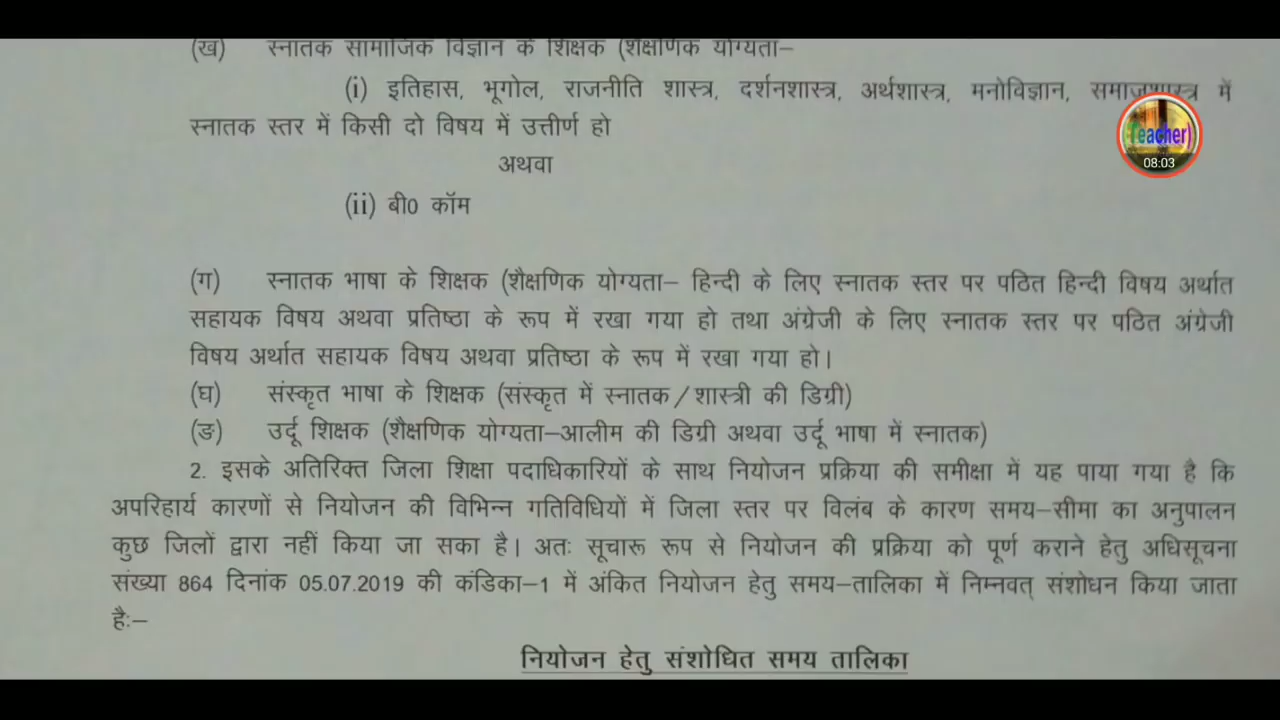 (ख) स्नातक सामाजिक विज्ञान के शिक्षक (शैक्षणिक योग्यता–
(i) इतिहास, भूगोल, राजनीति शास्त्र, दर्शनशास्त्र, अर्थशास्त्र, मनोविज्ञान, समाजशास्त्र में
स्नातक स्तर में किसी दो विषय में उत्तीर्ण हो
अथवा
(ii) बी0 कॉम
Teacher
08:03
(ग) स्नातक भाषा के शिक्षक (शैक्षणिक योग्यता– हिन्दी के लिए स्नातक स्तर पर पठित हिन्दी विषय अर्थात
सहायक विषय अथवा प्रतिष्ठा के रूप में रखा गया हो तथा अंग्रेजी के लिए स्नातक स्तर पर पठित अंग्रेजी
विषय अर्थात सहायक विषय अथवा प्रतिष्ठा के रूप में रखा गया हो।
(घ) संस्कृत भाषा के शिक्षक (संस्कृत में स्नातक/शास्त्री की डिग्री)
(ङ) उर्दू शिक्षक (शैक्षणिक योग्यता–आलीम की डिग्री अथवा उर्दू भाषा में स्नातक)
2. इसके अतिरिक्त जिला शिक्षा पदाधिकारियों के साथ नियोजन प्रक्रिया की समीक्षा में यह पाया गया है कि
अपरिहार्य कारणों से नियोजन की विभिन्न गतिविधियों में जिला स्तर पर विलंब के कारण समय–सीमा का अनुपालन
कुछ जिलों द्वारा नहीं किया जा सका है। अतः सूचारू रूप से नियोजन की प्रक्रिया को पूर्ण कराने हेतु अधिसूचना
संख्या 864 दिनांक 05.07.2019 की कंडिका–1 में अंकित नियोजन हेतु समय–तालिका में निम्नवत् संशोधन किया जाता
है:–
नियोजन हेतु संशोधित समय तालिका